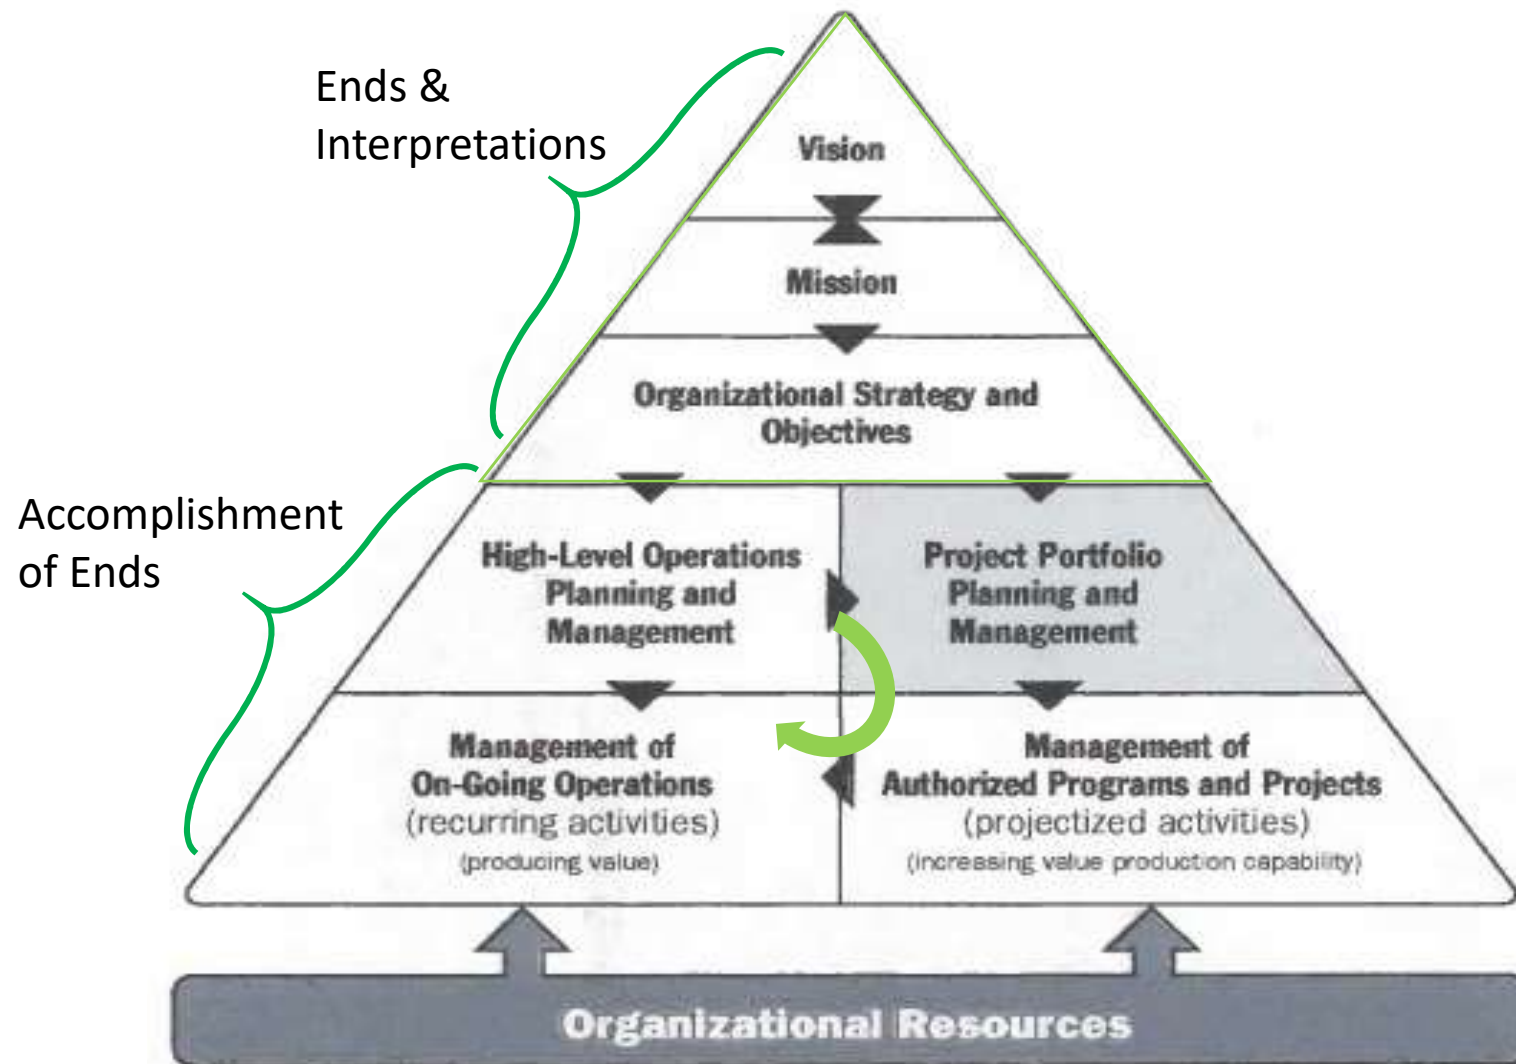 Ends &
Interpretations
Vision
Mission
Organizational Strategy and
Objectives
Accomplishment
of Ends
High-Level Operations
Planning and
Management
Project Portfolio
Planning and
Management
Management of
On-Going Operations
(recurring activities)
(producing value)
Management of
Authorized Programs and Projects
(projectized activities)
(increasing value production capability)
Organizational Resources